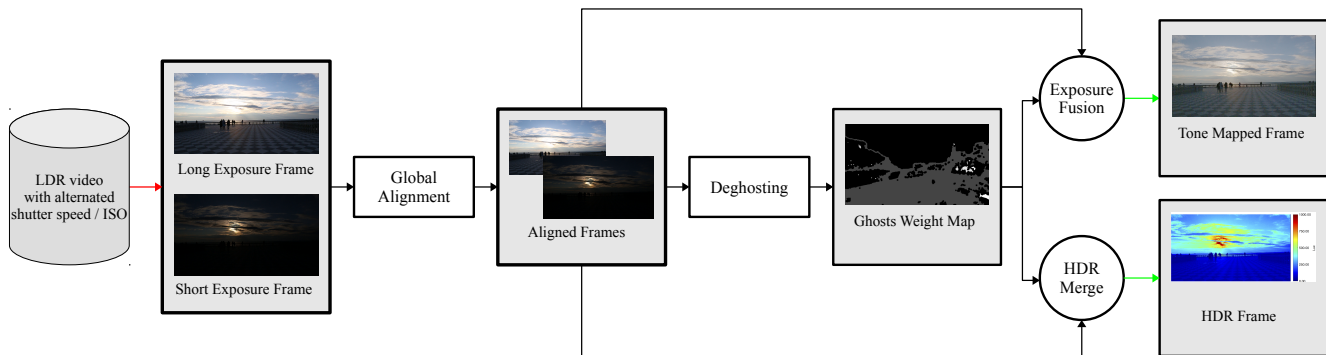 LDR video
with alternated
shutter speed / ISO
Long Exposure Frame
Short Exposure Frame
Global
Alignment
Aligned Frames
Deghosting
Ghosts Weight Map
Exposure
Fusion
HDR
Merge
Tone Mapped Frame
HDR Frame